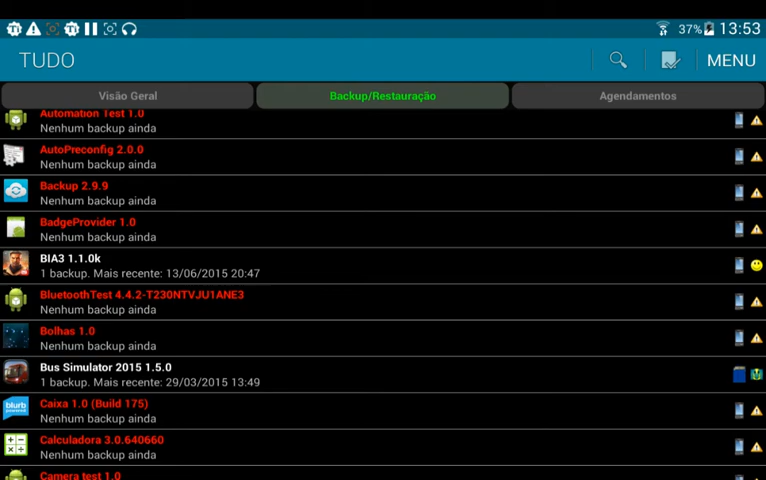 37% 13:53
TUDO MENU
Visão Geral Backup/Restauração Agendamentos
Automation Test 1.0
Nenhum backup ainda
AutoPreconfig 2.0.0
Nenhum backup ainda
Backup 2.9.9
Nenhum backup ainda
BadgeProvider 1.0
Nenhum backup ainda
BIA3 1.1.0k
1 backup. Mais recente: 13/06/2015 20:47
BluetoothTest 4.4.2-T230NTVJU1ANE3
Nenhum backup ainda
Bolhas 1.0
Nenhum backup ainda
Bus Simulator 2015 1.5.0
1 backup. Mais recente: 29/03/2015 13:49
blurb
Caixa 1.0 (Build 175)
Nenhum backup ainda
Calculadora 3.0.640660
Nenhum backup ainda
Camera test 1.0